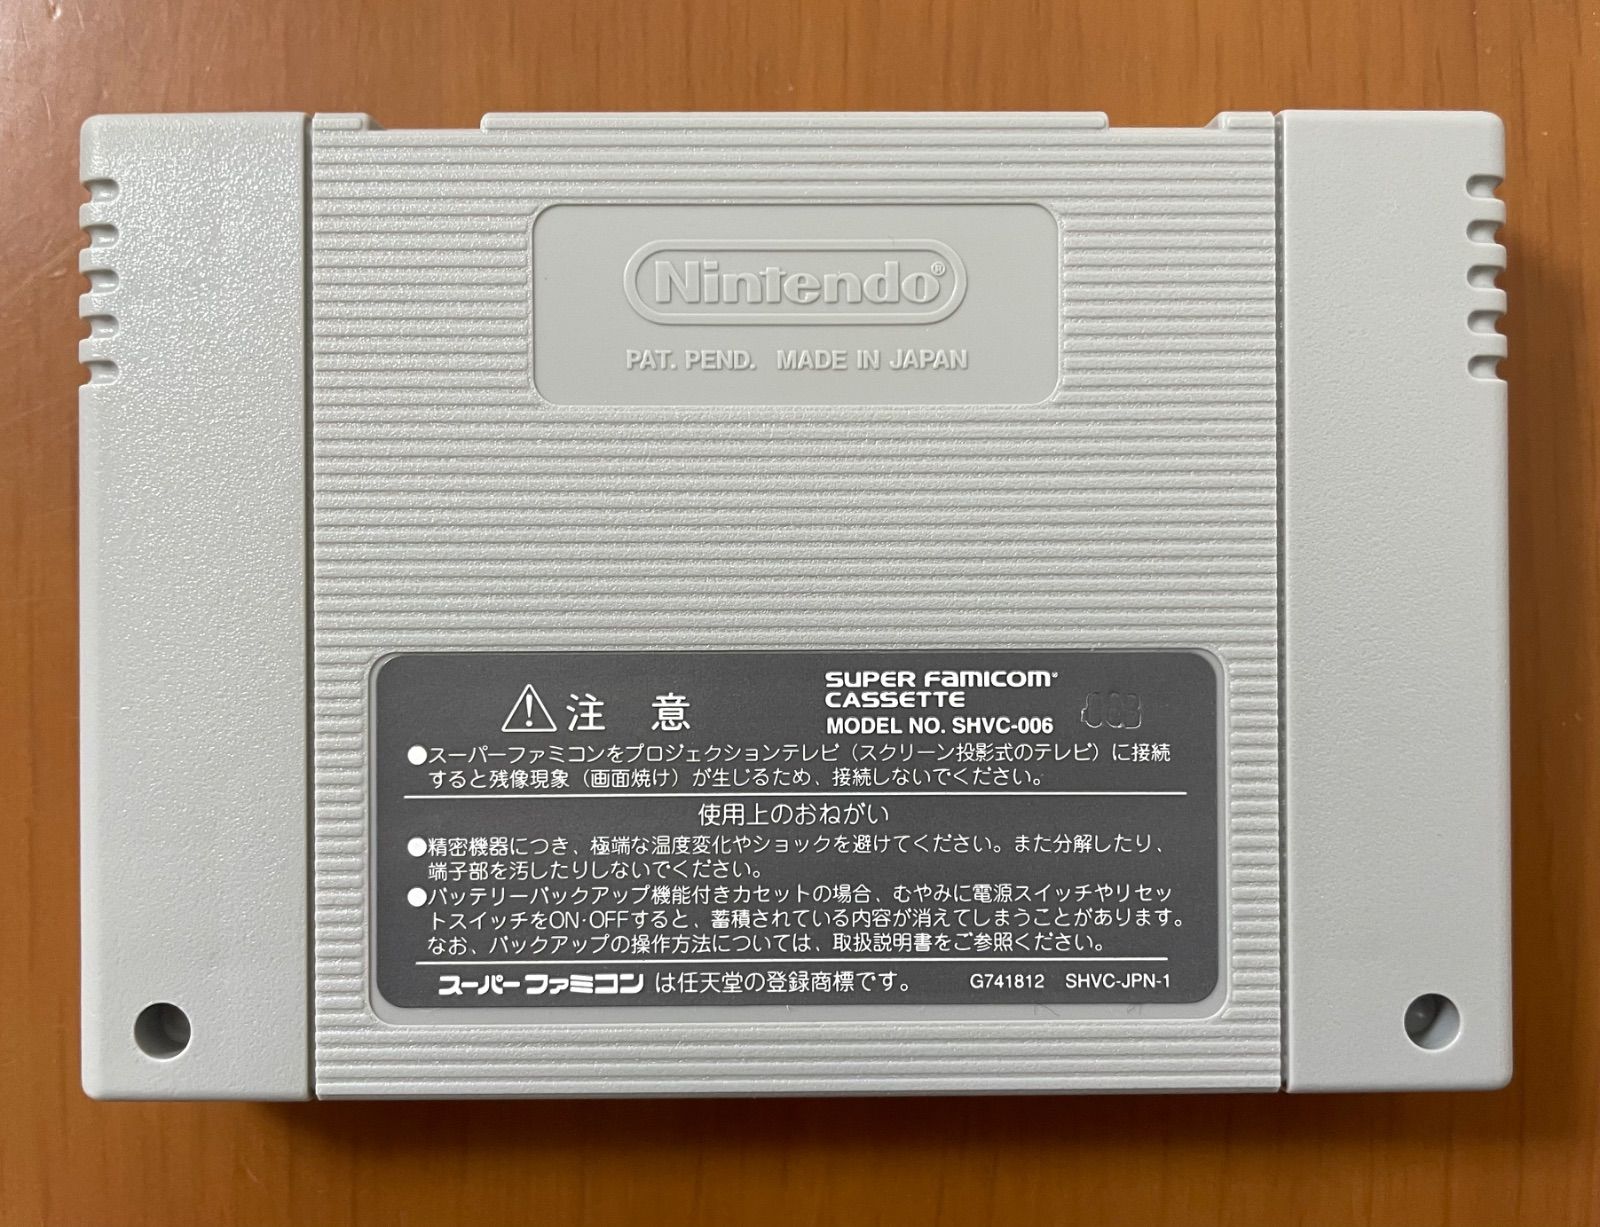 Nintendo®
PAT. PEND. MADE IN JAPAN
SUPER FAMICOM
CASSETTE
注意
MODEL NO. SHVC-006
●スーパーファミコンをプロジェクションテレビ（スクリーン投影式のテレビ）に接続
すると残像現象（画面焼け）が生じるため、接続しないでください。
使用上のおねがい
●精密機器につき、極端な温度変化やショックを避けてください。また分解したり、
端子部を汚したりしないでください。
●バッテリーバックアップ機能付きカセットの場合、むやみに電源スイッチやリセッ
トスイッチをON·OFFすると、蓄積されている内容が消えてしまうことがあります。
なお、バックアップの操作方法については、取扱説明書をご参照ください。
スーパーファミコン は任天堂の登録商標です。 G741812 SHVC-JPN-1